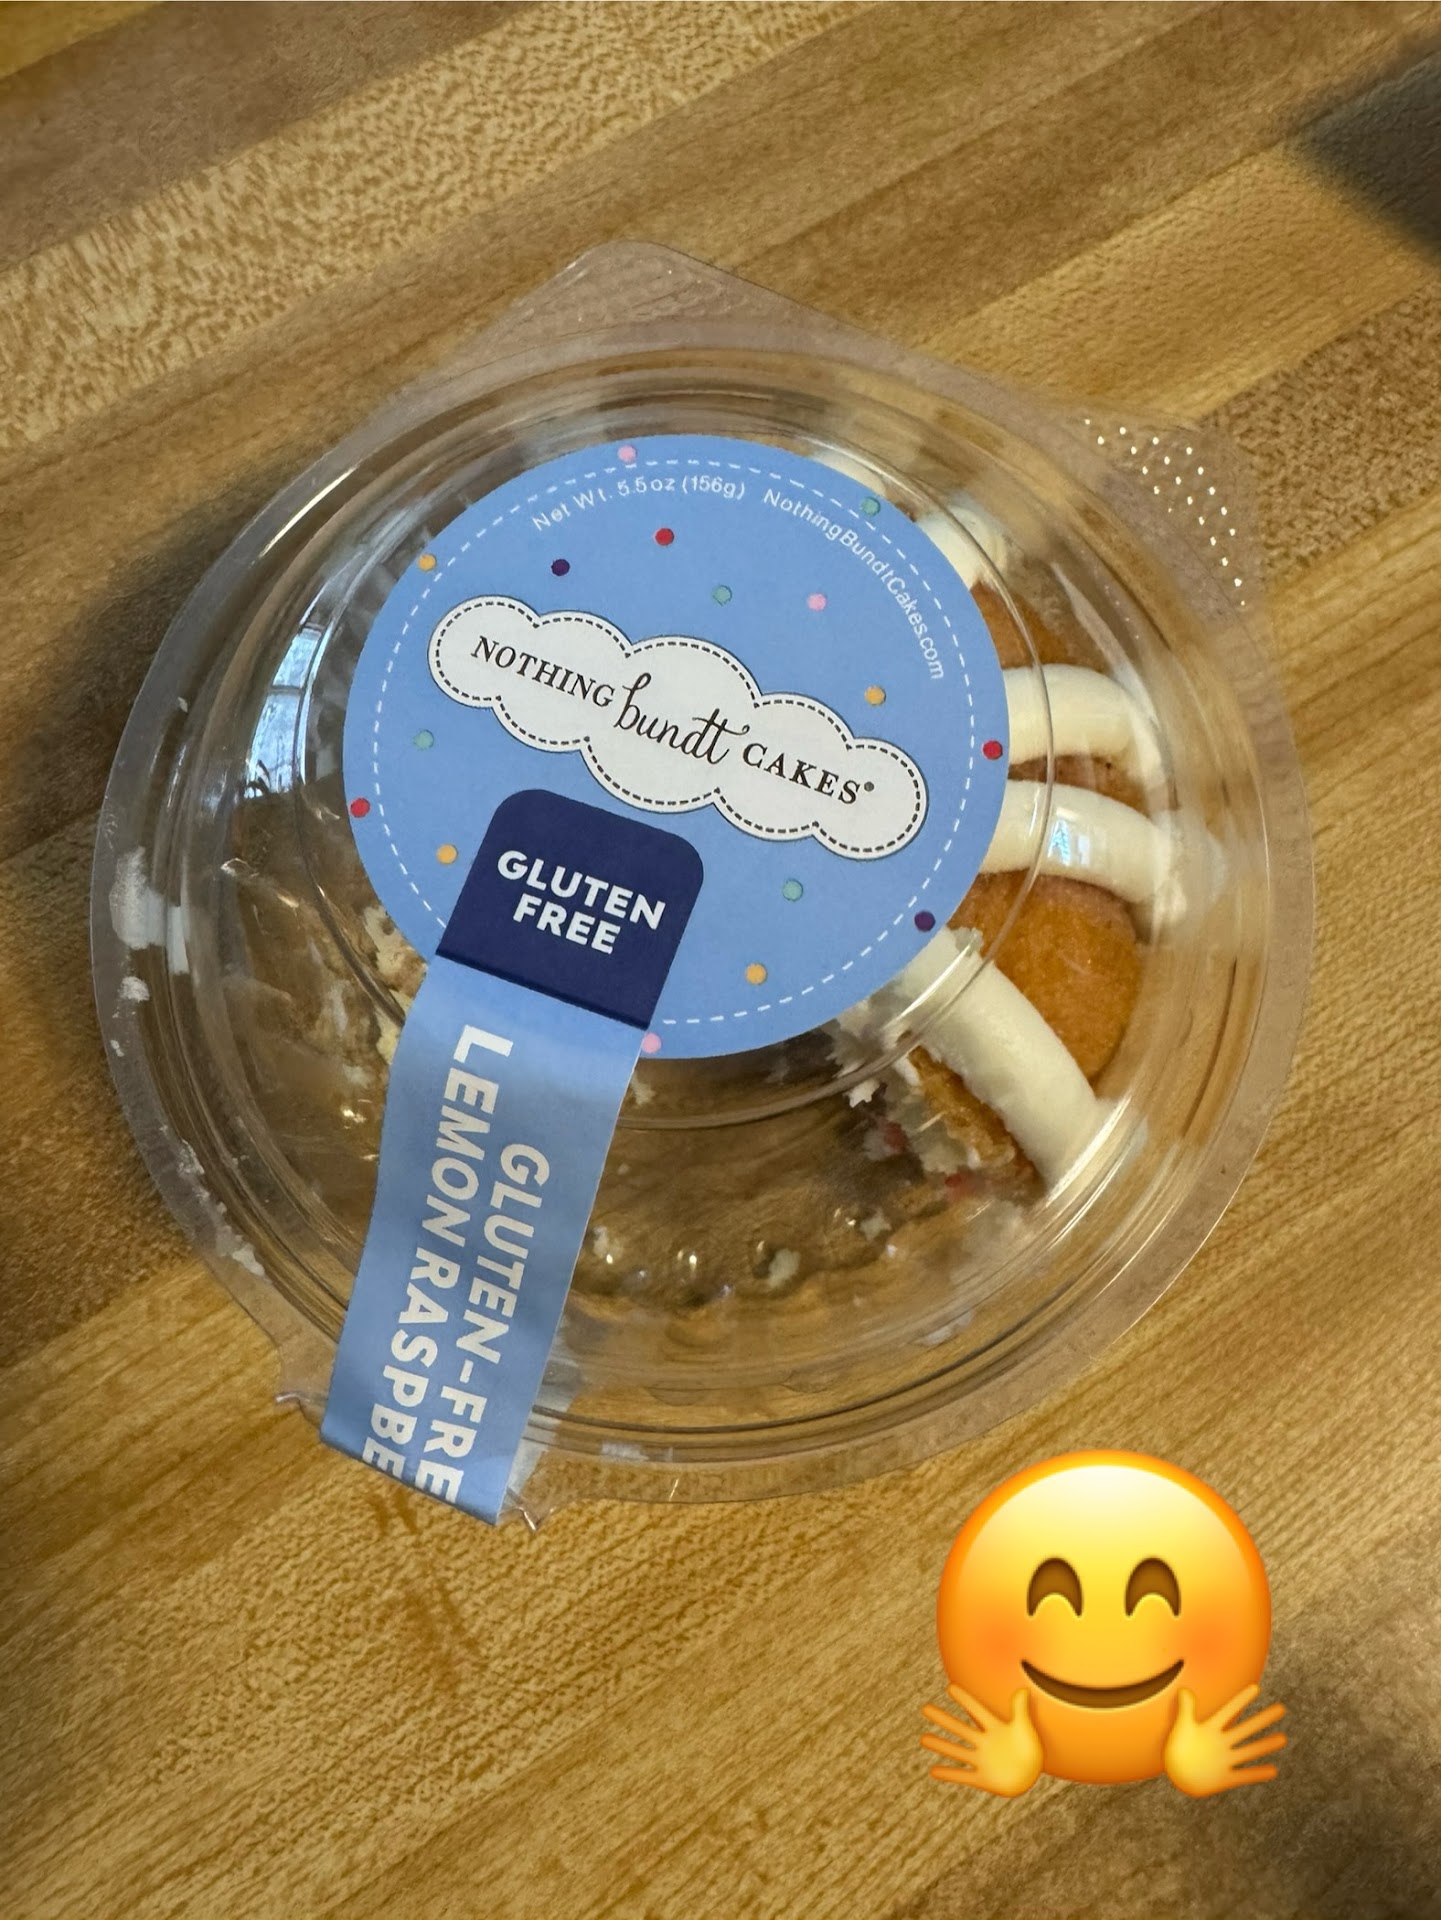 Net Wt. 5.5oz (156g) NothingBundtCakes.com
NOTHING bundt CAKES®
GLUTEN
FREE
GLUTEN-FREE
LEMON RASPBE